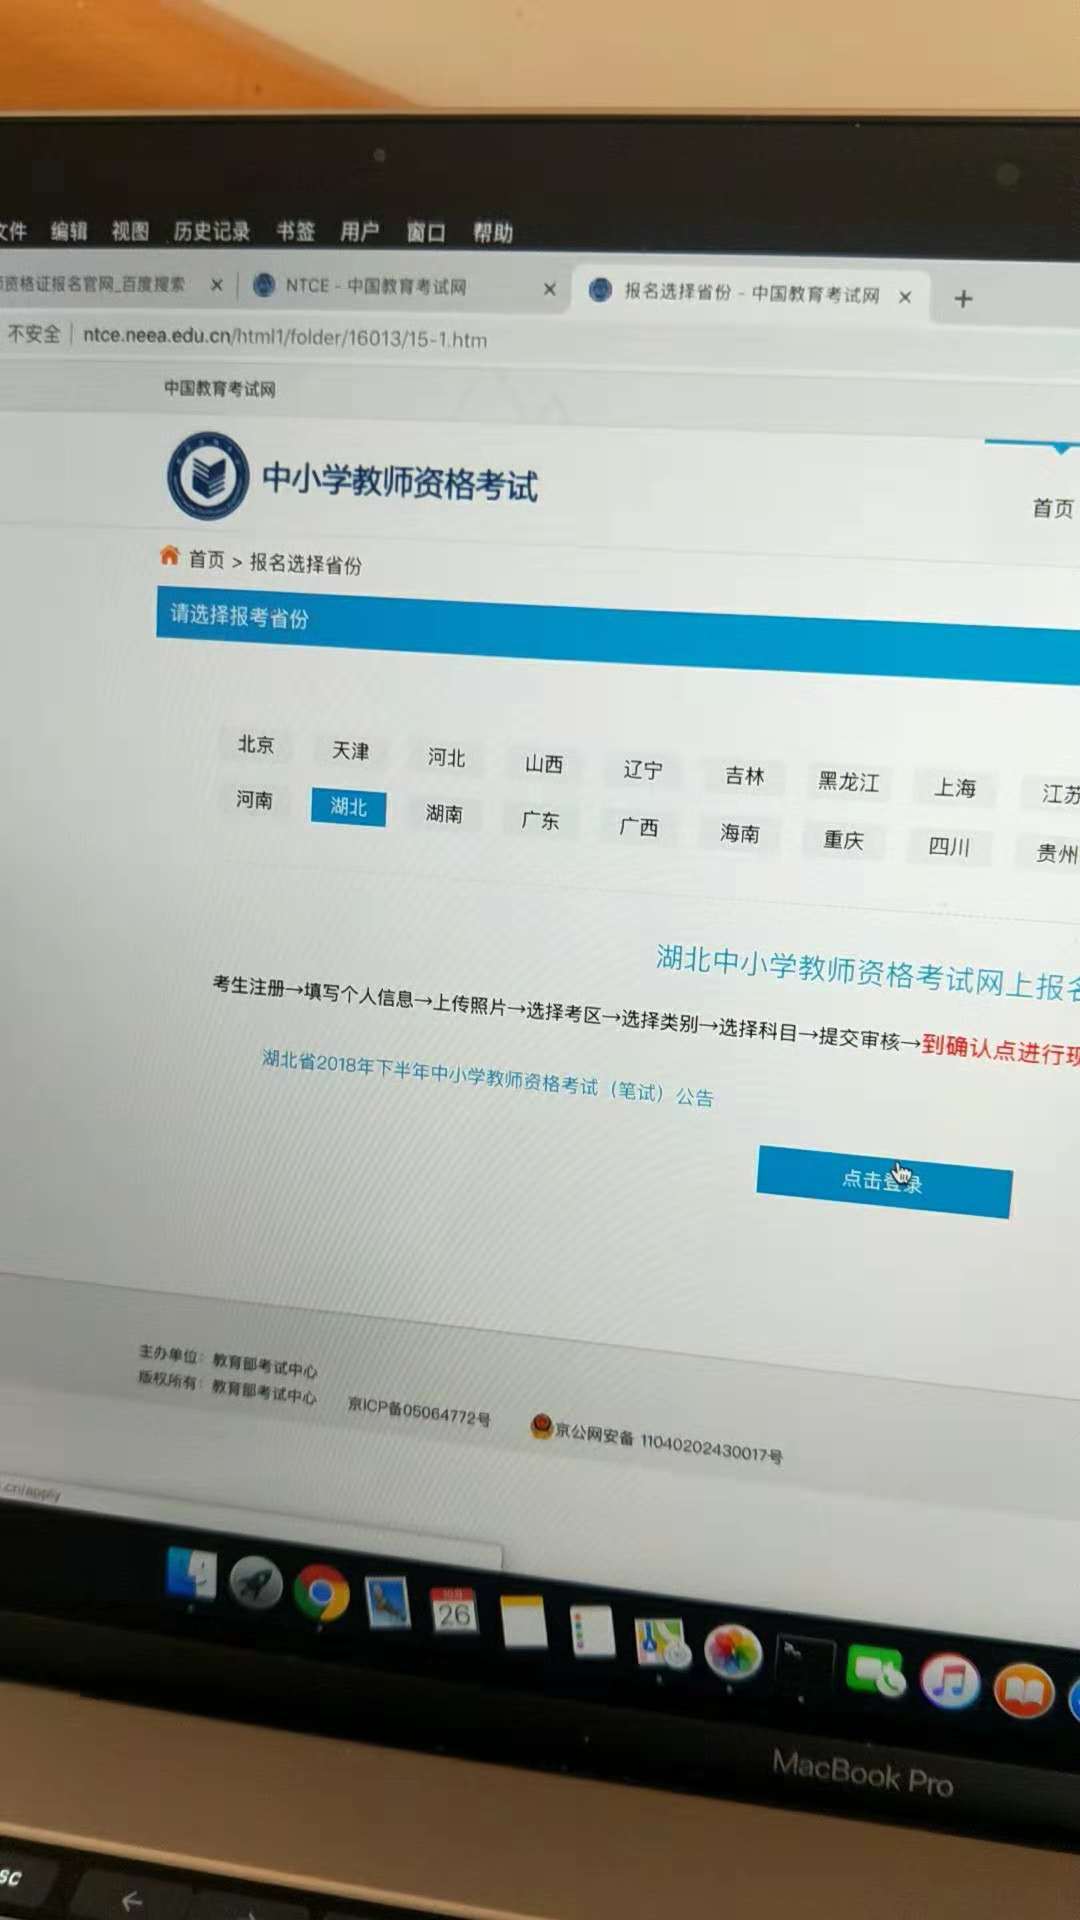 文件 编辑 视图 历史记录 书签 用户 窗口 帮助
资格证报名官网_百度搜索 × NTCE - 中国教育考试网 × 报名选择省份 - 中国教育考试网 × +
不安全 | ntce.neea.edu.cn/html1/folder/16013/15-1.htm
中国教育考试网
中小学教师资格考试
首页
首页 > 报名选择省份
请选择报考省份
北京 天津 河北 山西 辽宁 吉林 黑龙江 上海 江苏
河南 湖北 湖南 广东 广西 海南 重庆 四川 贵州
湖北中小学教师资格考试网上报名
考生注册→填写个人信息→上传照片→选择考区→选择类别→选择科目→提交审核→到确认点进行现
湖北省2018年下半年中小学教师资格考试（笔试）公告
点击登录
主办单位：教育部考试中心
版权所有：教育部考试中心 京ICP备05064772号 京公网安备 11040202430017号
.cn/apply
26
MacBook Pro
sc